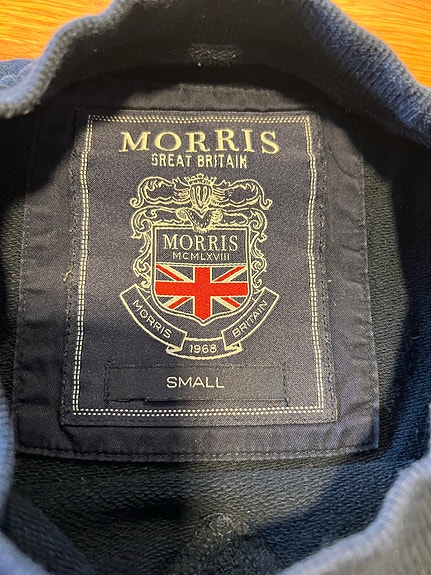 MORRIS
GREAT BRITAIN
MORRIS
MCMLXVIII
MORRIS
BRITAIN
1968
SMALL